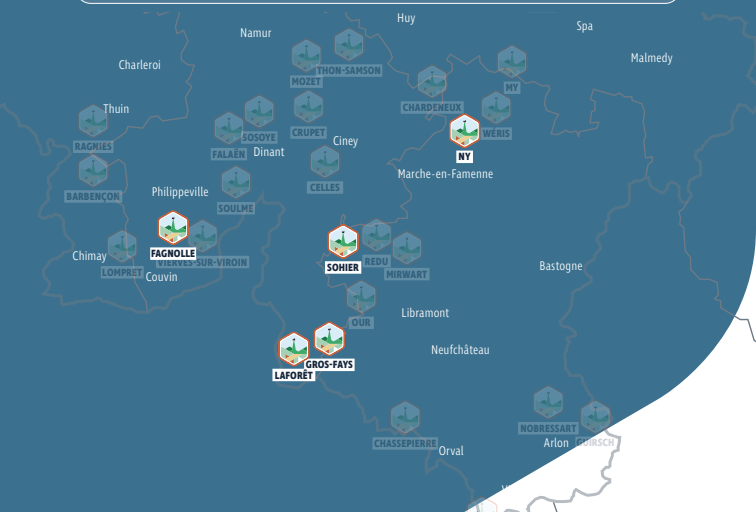 Huy
Spa
Namur
Malmedy
Charleroi
THON-SAMSON
MOZET
MY
CHARDENEUX
Thuin
CRUPET
WÉRIS
SOSOYE
RAGNIES
Ciney
FALAËN
Dinant
NY
Marche-en-Famenne
CELLES
Philippeville
BARBENÇON
SOULME
FAGNOLLE
Chimay
VIERVES-SUR-VIROIN
REDU
SOHIER
Bastogne
LOMPRET
MIRWART
Couvin
Libramont
OUR
Neufchâteau
GROS-FAYS
LAFORÊT
NOBRESSART
CHASSEPIERRE
Arlon
GUIRSCH
Orval